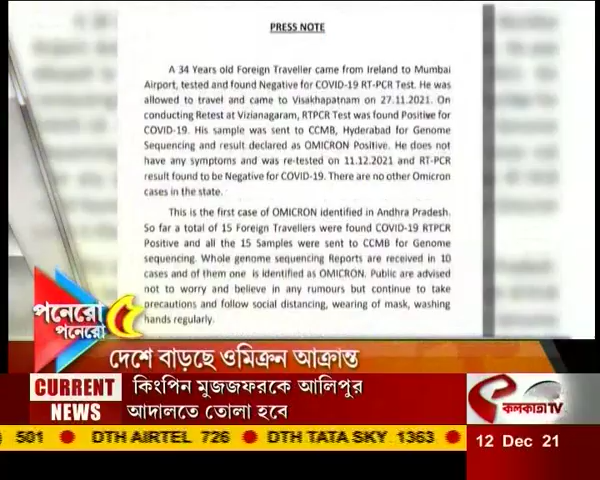 PRESS NOTE
A 34 Years old Foreign Traveller came from Ireland to Mumbai
Airport, tested and found Negative for COVID-19 RT-PCR Test. He was
allowed to travel and came to Visakhapatnam on 27.11.2021. On
conducting Retest at Vizianagaram, RTPCR Test was found Positive for
COVID-19. His sample was sent to CCMB, Hyderabad for Genome
Sequencing and result declared as OMICRON Positive. He does not
have any symptoms and was re-tested on 11.12.2021 and RT-PCR
result found to be Negative for COVID-19. There are no other Omicron
cases in the state.
This is the first case of OMICRON identified in Andhra Pradesh.
So far a total of 15 Foreign Travellers were found COVID-19 RTPCR
Positive and all the 15 Samples were sent to CCMB for Genome
sequencing. Whole genome sequencing Reports are received in 10
cases and of them one is identified as OMICRON. Public are advised
not to worry and believe in any rumours but continue to take
precautions and follow social distancing, wearing of mask, washing
hands regularly.
পনেরো ৫
পনেরো
দেশে বাড়ছে ওমিক্রন আক্রান্ত
CURRENT
NEWS
কিংপিন মুজজফরকে আলিপুর
আদালতে তোলা হবে
কলকাতা TV
501 DTH AIRTEL 726 DTH TATA SKY 1363
12 Dec 21